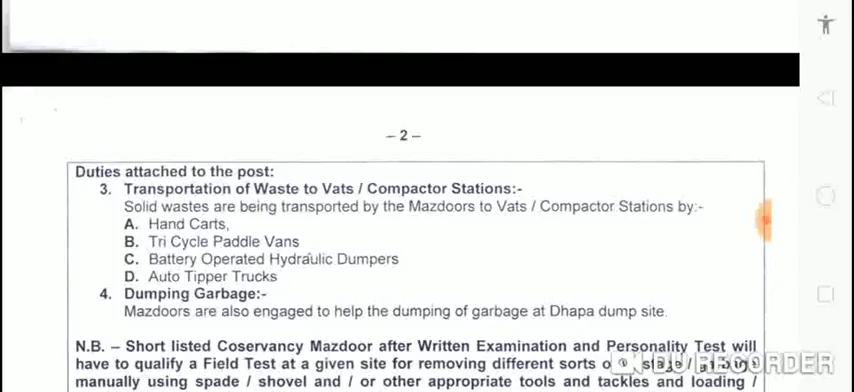 – 2 –
Duties attached to the post:
3. Transportation of Waste to Vats / Compactor Stations:-
Solid wastes are being transported by the Mazdoors to Vats / Compactor Stations by:-
A. Hand Carts,
B. Tri Cycle Paddle Vans
C. Battery Operated Hydraulic Dumpers
D. Auto Tipper Trucks
4. Dumping Garbage:-
Mazdoors are also engaged to help the dumping of garbage at Dhapa dump site.
N.B. – Short listed Coservancy Mazdoor after Written Examination and Personality Test will
have to qualify a Field Test at a given site for removing different sorts
manually using spade / shovel and / or other appropriate tools and tackles and loading /
DU RECORDER